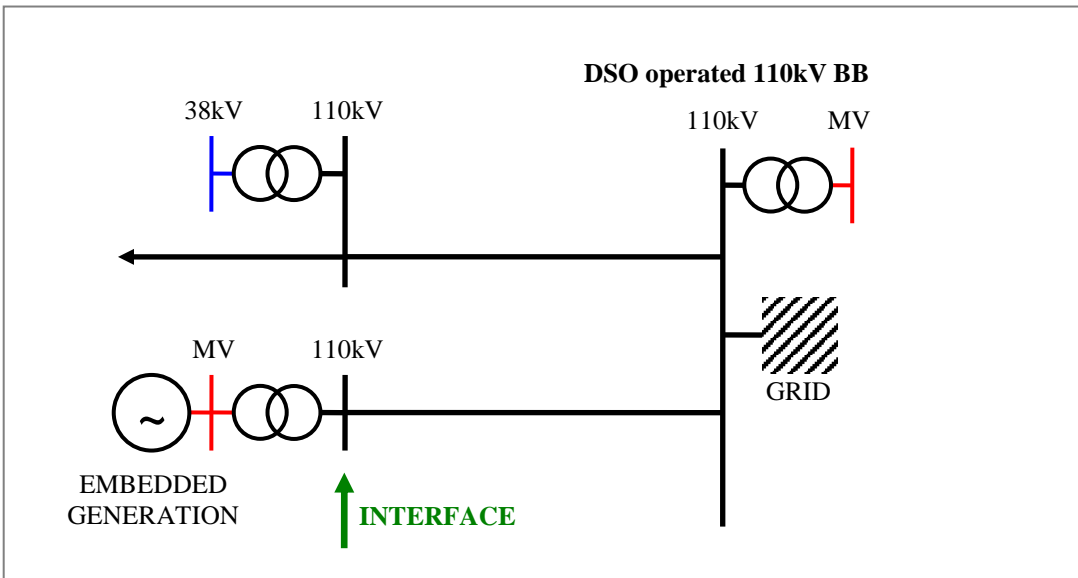 DSO operated 110kV BB
38kV
110kV
110kV
MV
MV
110kV
GRID
~
EMBEDDED
GENERATION
INTERFACE